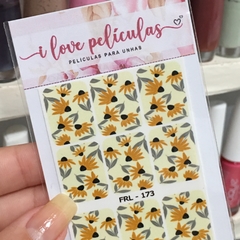 i love películas
PELÍCULAS PARA UNHAS
FRL - 173